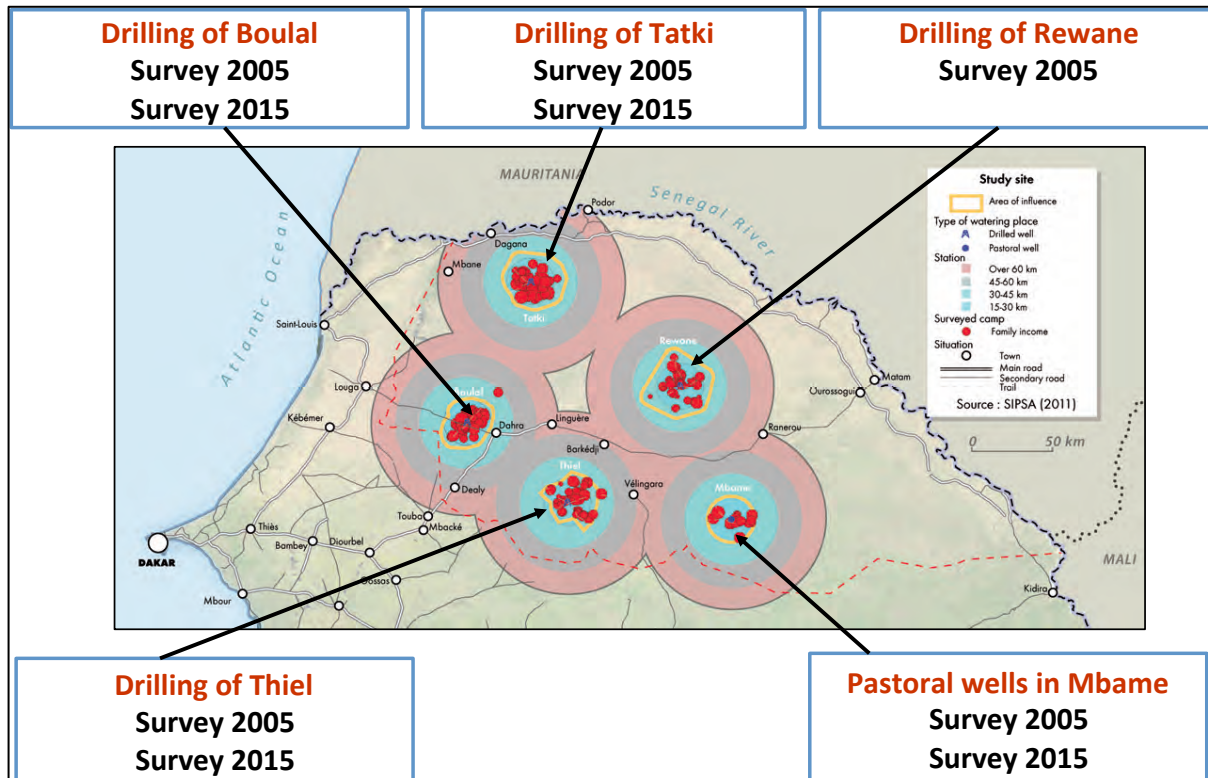 Drilling of Boulal
Survey 2005
Survey 2015
Drilling of Tatki
Survey 2005
Survey 2015
Drilling of Rewane
Survey 2005
MAURITANIA
Senegal River
Atlantic Ocean
Podor
Dagana
Mbane
Tatki
Saint-Louis
Rewane
Matam
Ourossogui
Louga
Boulal
Kébémer
Dahra
Linguère
Barkédji
Ranerou
Thiel
Vélingara
Mbame
Dealy
Touba
Mbacké
Thiès
Bambey
Diourbel
Gossas
DAKAR
Mbour
MALI
Kidira
Study site
Area of influence
Type of watering place
Drilled well
Pastoral well
Station
Over 60 km
45-60 km
30-45 km
15-30 km
Surveyed camp
Family income
Situation
Town
Main road
Secondary road
Trail
Source : SIPSA (2011)
0 50 km
Drilling of Thiel
Survey 2005
Survey 2015
Pastoral wells in Mbame
Survey 2005
Survey 2015